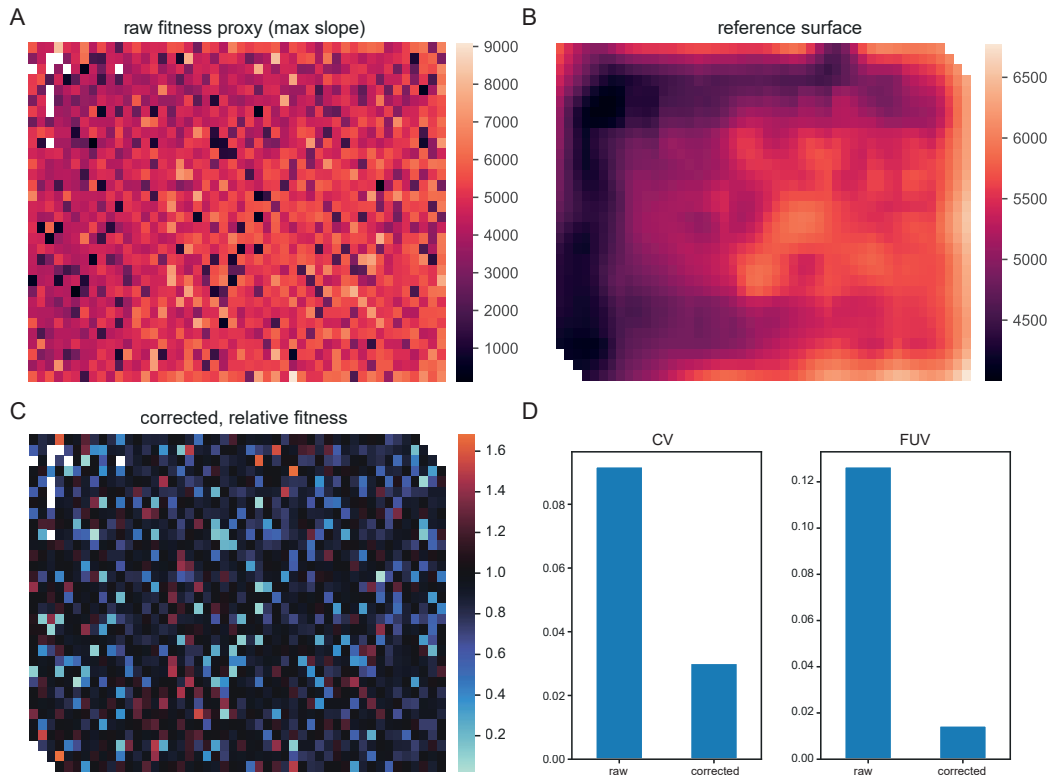 A
raw fitness proxy (max slope)
9000
8000
7000
6000
5000
4000
3000
2000
1000
B
reference surface
6500
6000
5500
5000
4500
C
corrected, relative fitness
1.6
1.4
1.2
1.0
0.8
0.6
0.4
0.2
D
CV
0.08
0.06
0.04
0.02
0.00
raw
corrected
FUV
0.12
0.10
0.08
0.06
0.04
0.02
0.00
raw
corrected